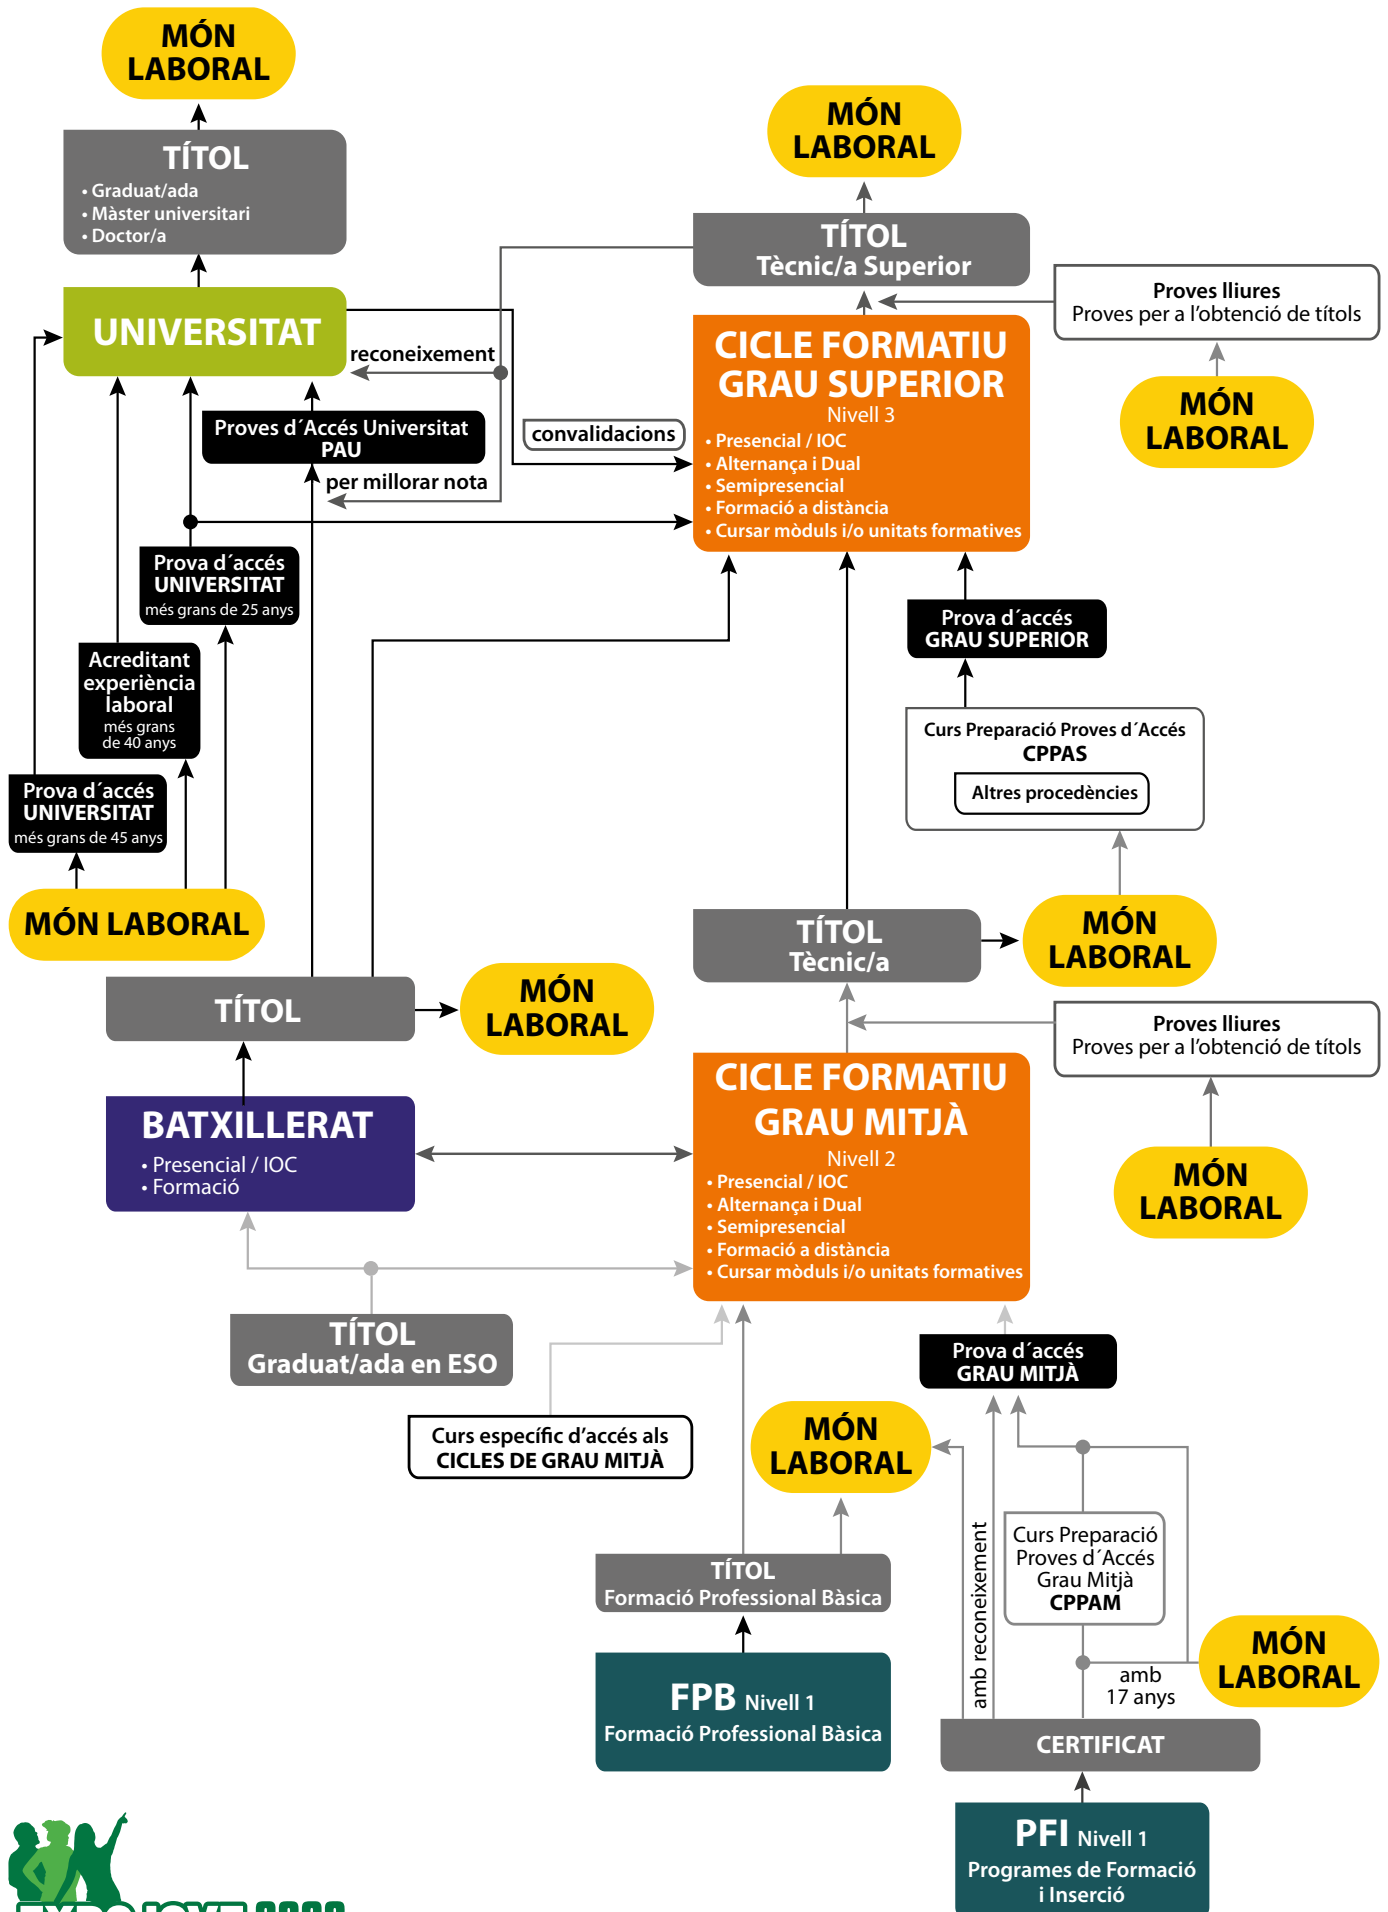 MÓN
LABORAL
TÍTOL
• Graduat/ada
• Màster universitari
• Doctor/a
UNIVERSITAT
MÓN
LABORAL
TÍTOL
Tècnic/a Superior
Proves lliures
Proves per a l'obtenció de títols
CICLE FORMATIU
GRAU SUPERIOR
Nivell 3
• Presencial / IOC
• Alternança i Dual
• Semipresencial
• Formació a distància
• Cursar mòduls i/o unitats formatives
MÓN
LABORAL
reconeixement
convalidacions
Proves d´Accés Universitat
PAU
per millorar nota
Prova d´accés
UNIVERSITAT
més grans de 25 anys
Acreditant
experiència
laboral
més grans
de 40 anys
Prova d´accés
UNIVERSITAT
més grans de 45 anys
MÓN LABORAL
Prova d´accés
GRAU SUPERIOR
Curs Preparació Proves d´Accés
CPPAS
Altres procedències
TÍTOL
Tècnic/a
MÓN
LABORAL
TÍTOL
MÓN
LABORAL
Proves lliures
Proves per a l'obtenció de títols
BATXILLERAT
• Presencial / IOC
• Formació
CICLE FORMATIU
GRAU MITJÀ
Nivell 2
• Presencial / IOC
• Alternança i Dual
• Semipresencial
• Formació a distància
• Cursar mòduls i/o unitats formatives
MÓN
LABORAL
TÍTOL
Graduat/ada en ESO
Curs específic d'accés als
CICLES DE GRAU MITJÀ
Prova d´accés
GRAU MITJÀ
MÓN
LABORAL
amb reconeixement
Curs Preparació
Proves d´Accés
Grau Mitjà
CPPAM
TÍTOL
Formació Professional Bàsica
amb
17 anys
MÓN
LABORAL
FPB Nivell 1
Formació Professional Bàsica
CERTIFICAT
PFI Nivell 1
Programes de Formació
i Inserció